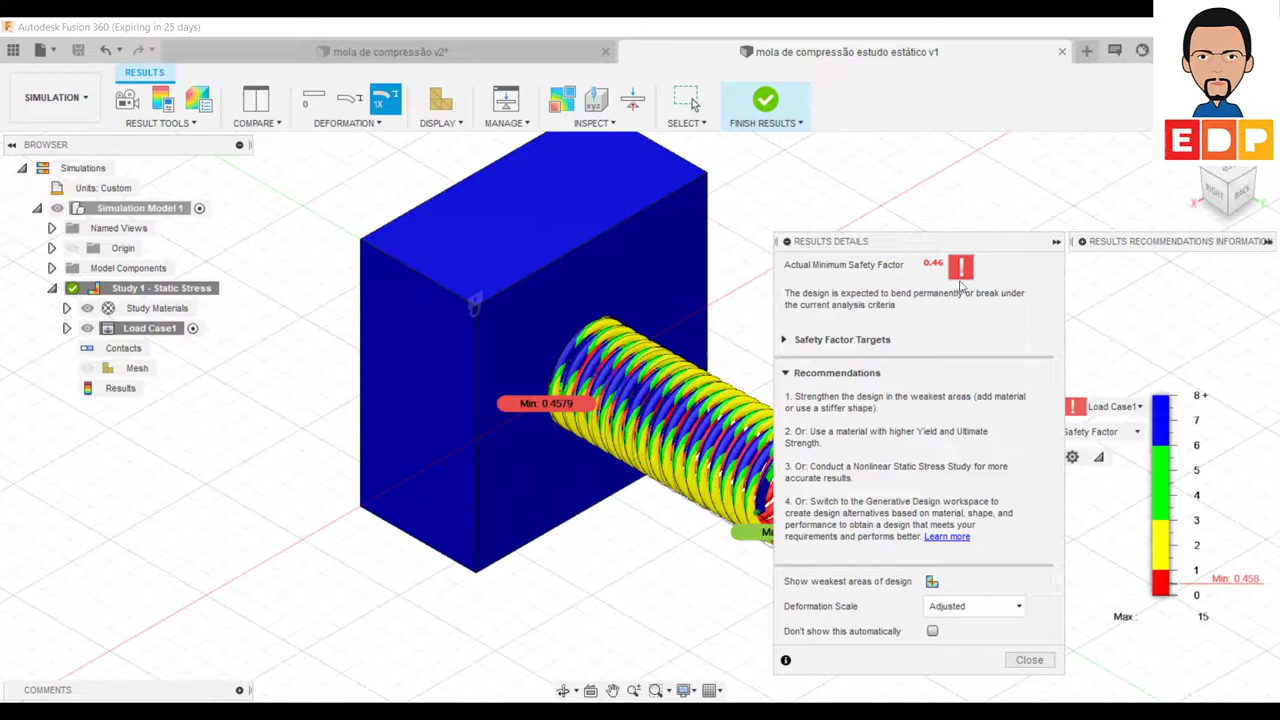 Autodesk Fusion 360 (Expiring in 25 days)
mola de compressão v2*
mola de compressão estudo estático v1
EDP
RESULTS
SIMULATION
RESULT TOOLS
COMPARE
DEFORMATION
DISPLAY
MANAGE
INSPECT
SELECT
FINISH RESULTS
0
1X
xyz
RIGHT
BACK
X
Z
BROWSER
Simulations
Units: Custom
Simulation Model 1
Named Views
Origin
Model Components
Study 1 - Static Stress
Study Materials
Load Case1
Contacts
Mesh
Results
Min: 0.4579
RESULTS DETAILS
Actual Minimum Safety Factor 0.46
The design is expected to bend permanently or break under
the current analysis criteria
Safety Factor Targets
Recommendations
1. Strengthen the design in the weakest areas (add material
or use a stiffer shape).
2. Or: Use a material with higher Yield and Ultimate
Strength.
3. Or: Conduct a Nonlinear Static Stress Study for more
accurate results.
4. Or: Switch to the Generative Design workspace to
create design alternatives based on material, shape, and
performance to obtain a design that meets your
requirements and performs better. Learn more
Show weakest areas of design
Deformation Scale Adjusted
Don't show this automatically
Close
RESULTS RECOMMENDATIONS INFORMA
Load Case1
Safety Factor
8 +
7
6
5
4
3
2
1
0
Min: 0.458
Max : 15
COMMENTS